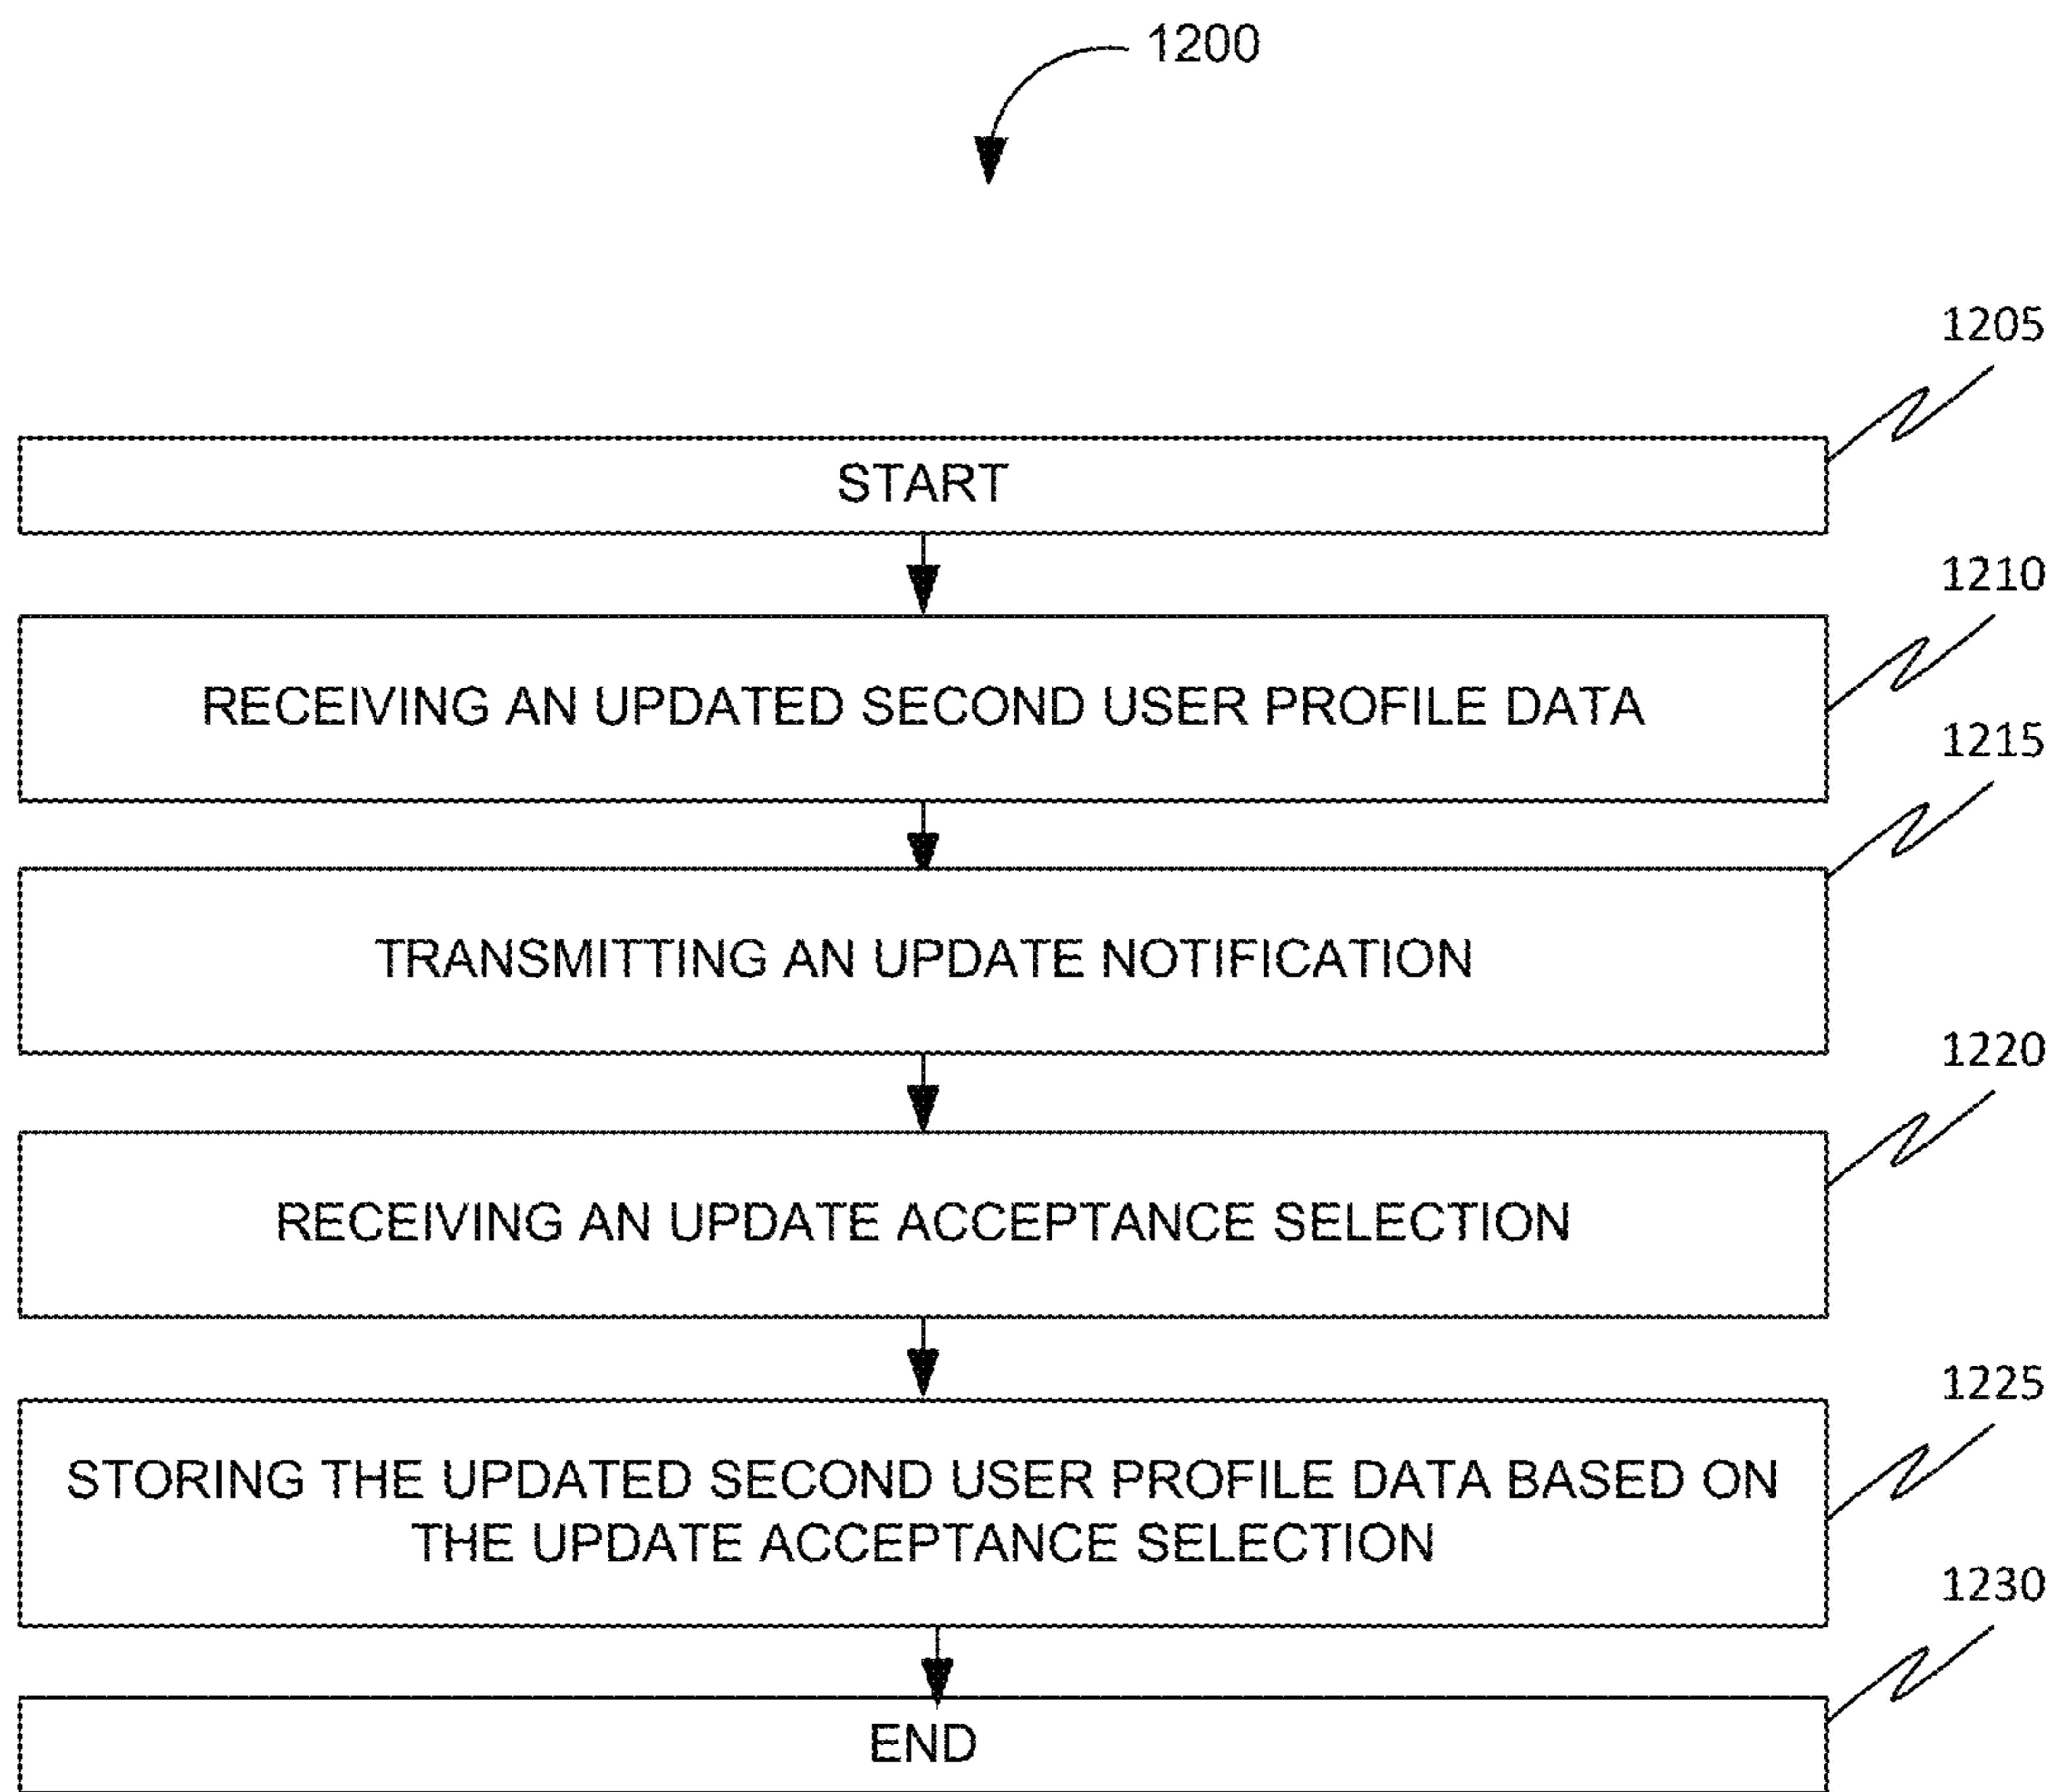 1200
1205
START
1210
RECEIVING AN UPDATED SECOND USER PROFILE DATA
1215
TRANSMITTING AN UPDATE NOTIFICATION
1220
RECEIVING AN UPDATE ACCEPTANCE SELECTION
1225
STORING THE UPDATED SECOND USER PROFILE DATA BASED ON
THE UPDATE ACCEPTANCE SELECTION
1230
END